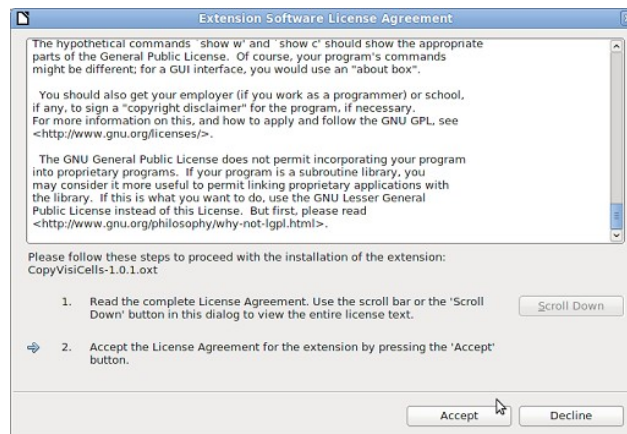 Extension Software License Agreement
The hypothetical commands `show w' and `show c' should show the appropriate
parts of the General Public License.  Of course, your program's commands
might be different; for a GUI interface, you would use an "about box".
You should also get your employer (if you work as a programmer) or school,
if any, to sign a "copyright disclaimer" for the program, if necessary.
For more information on this, and how to apply and follow the GNU GPL, see
<http://www.gnu.org/licenses/>.
The GNU General Public License does not permit incorporating your program
into proprietary programs.  If your program is a subroutine library, you
may consider it more useful to permit linking proprietary applications with
the library.  If this is what you want to do, use the GNU Lesser General
Public License instead of this License.  But first, please read
<http://www.gnu.org/philosophy/why-not-lgpl.html>.
Please follow these steps to proceed with the installation of the extension:
CopyVisiCells-1.0.1.oxt
1. Read the complete License Agreement. Use the scroll bar or the 'Scroll
Down' button in this dialog to view the entire license text.
Scroll Down
2. Accept the License Agreement for the extension by pressing the 'Accept'
button.
Accept Decline